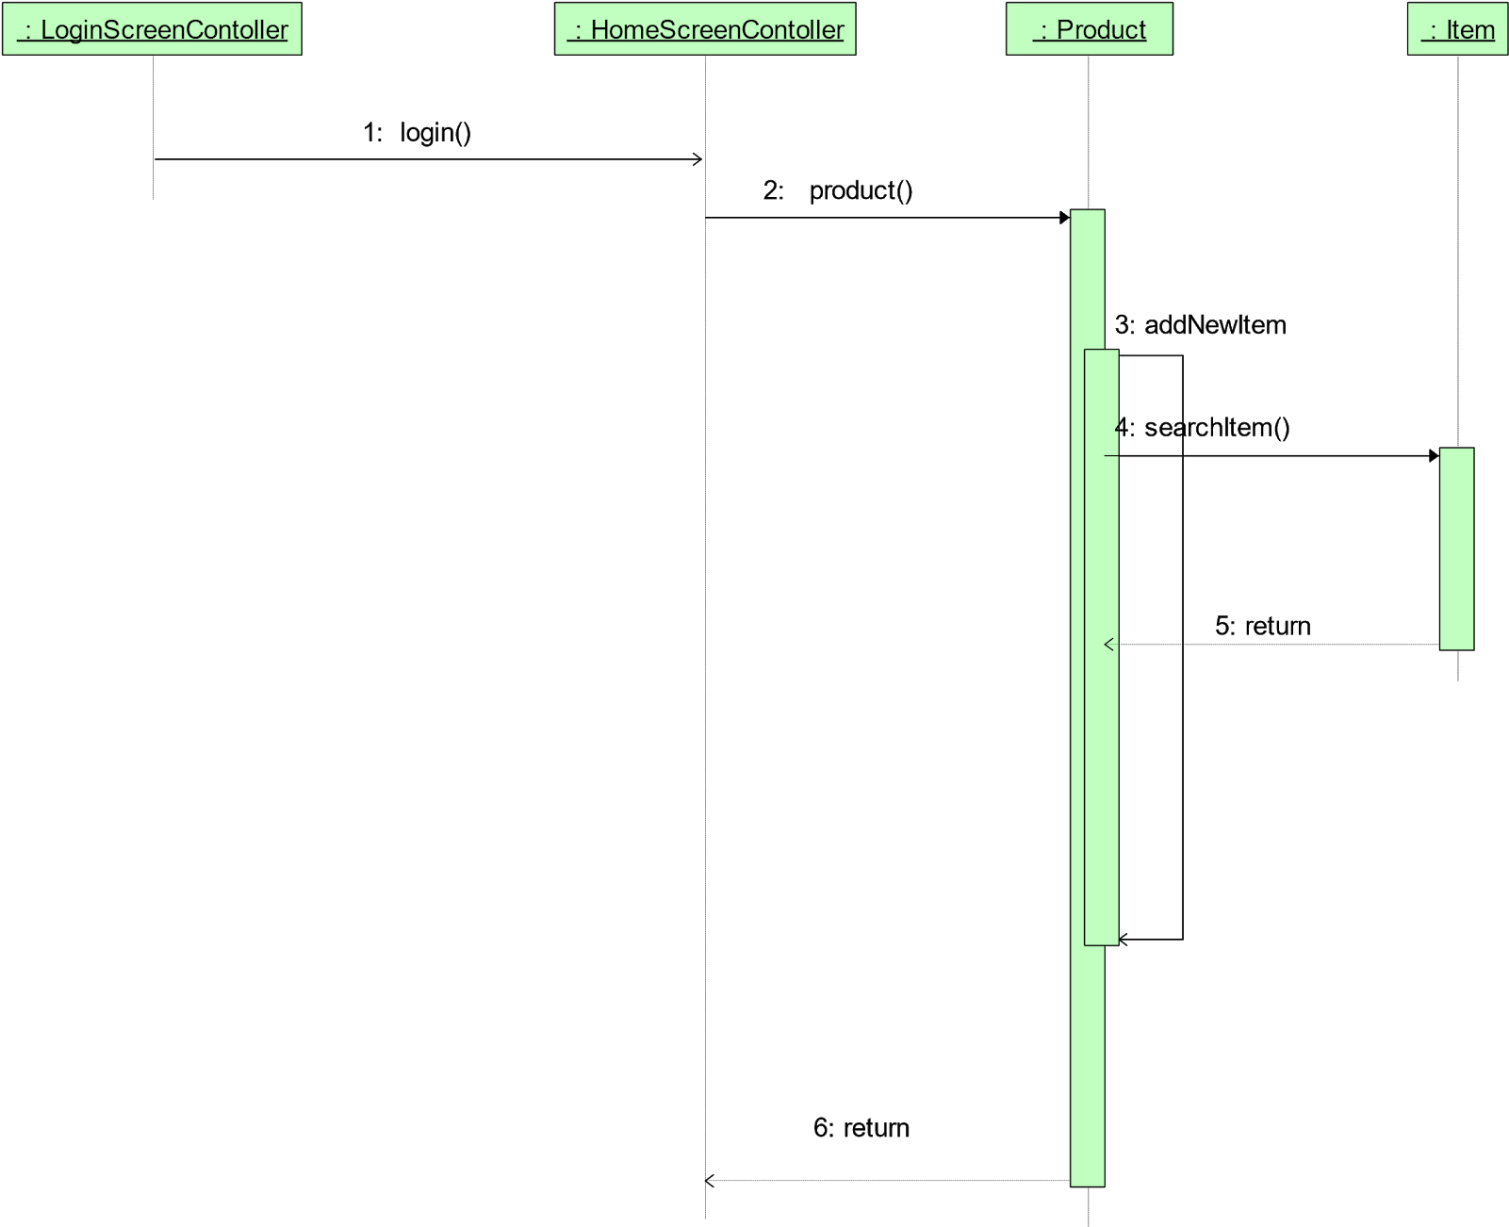 : LoginScreenContoller
: HomeScreenContoller
: Product
: Item
1: login()
2: product()
3: addNewItem
4: searchItem()
5: return
6: return